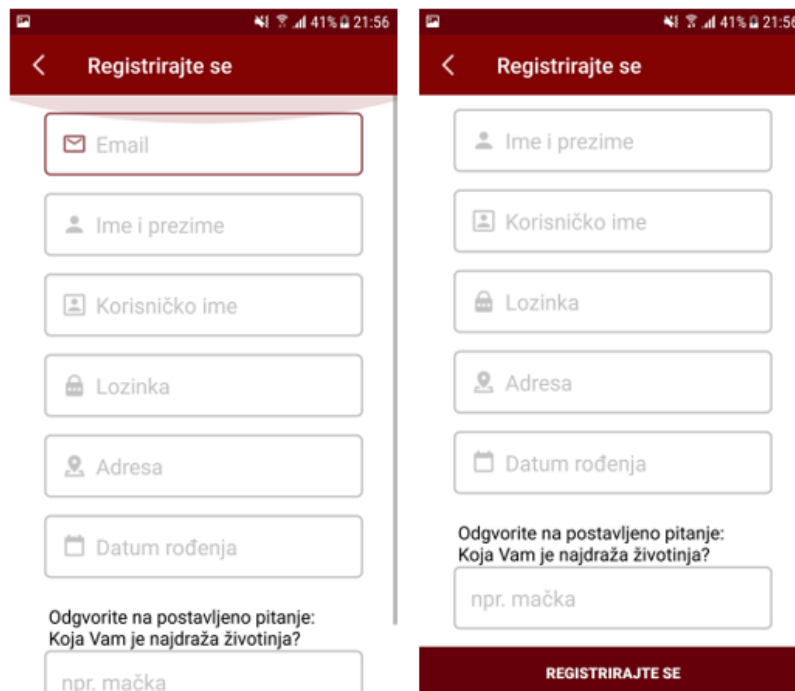 41% 21:56
Registrirajte se
Email
Ime i prezime
Korisničko ime
Lozinka
Adresa
Datum rođenja
Odgvorite na postavljeno pitanje:
Koja Vam je najdraža životinja?
npr. mačka
41% 21:56
Registrirajte se
Ime i prezime
Korisničko ime
Lozinka
Adresa
Datum rođenja
Odgvorite na postavljeno pitanje:
Koja Vam je najdraža životinja?
npr. mačka
REGISTRIRAJTE SE